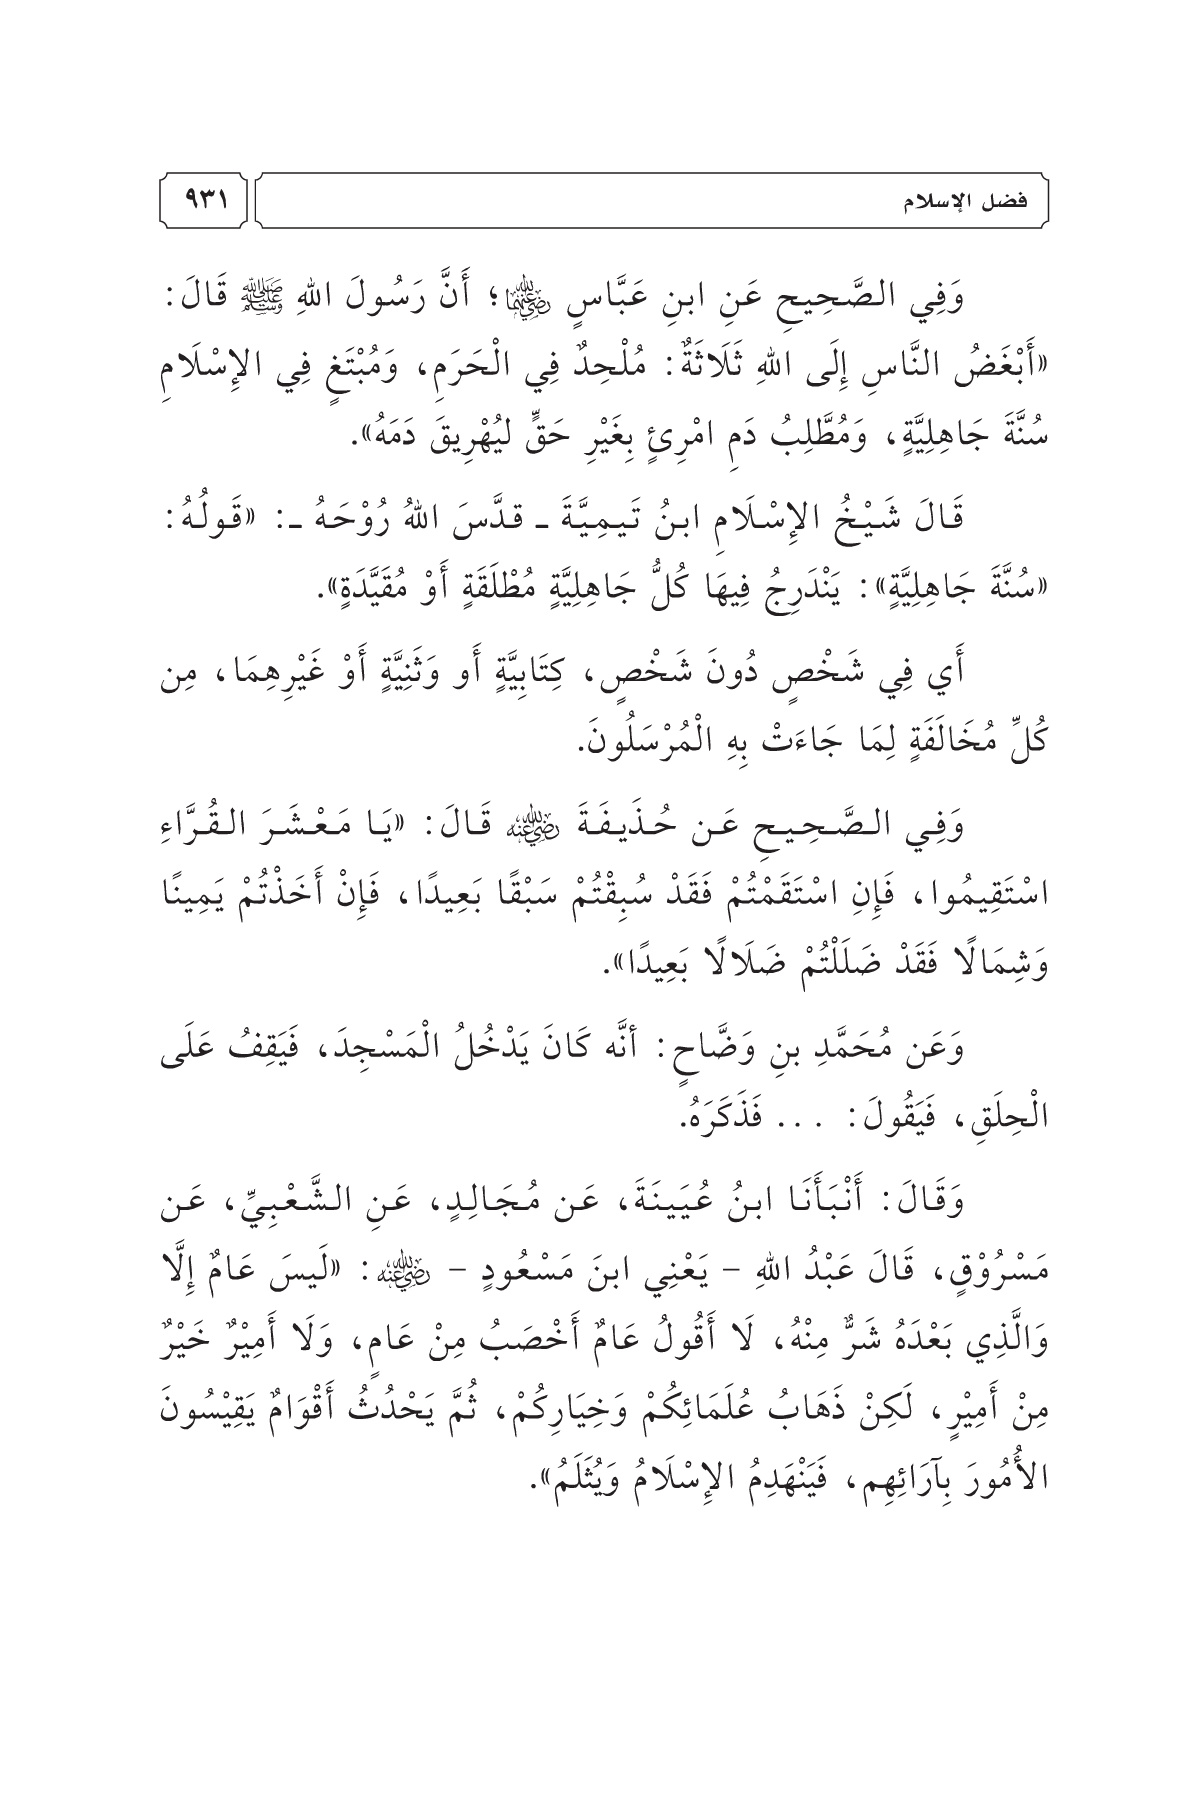 فضل الإسلام
٩٣١
وَفِي الصَّحِيحِ عَنِ ابنِ عَبَّاسٍ رضي الله عنهما؛ أَنَّ رَسُولَ اللهِ ﷺ قَالَ:
«أَبْغَضُ النَّاسِ إِلَى اللهِ ثَلَاثَةٌ: مُلْحِدٌ فِي الْحَرَمِ، وَمُبْتَغٍ فِي الإِسْلَامِ
سُنَّةَ جَاهِلِيَّةٍ، وَمُطَّلِبُ دَمِ امْرِئٍ بِغَيْرِ حَقٍّ ليُهْرِيقَ دَمَهُ».
قَالَ شَيْخُ الإِسْلَامِ ابنُ تَيمِيَّةَ ـ قدَّسَ اللهُ رُوْحَهُ ـ: «قَولُهُ:
«سُنَّةَ جَاهِلِيَّةٍ»: يَنْدَرِجُ فِيهَا كُلُّ جَاهِلِيَّةٍ مُطْلَقَةٍ أَوْ مُقَيَّدَةٍ».
أَي فِي شَخْصٍ دُونَ شَخْصٍ، كِتَابِيَّةٍ أَو وَثَنِيَّةٍ أَوْ غَيْرِهِمَا، مِن
كُلِّ مُخَالَفَةٍ لِمَا جَاءَتْ بِهِ الْمُرْسَلُونَ.
وَفِي الصَّحِيحِ عَن حُذَيفَةَ رضي الله عنه قَالَ: «يَا مَعْشَرَ القُرَّاءِ
اسْتَقِيمُوا، فَإِنِ اسْتَقَمْتُمْ فَقَدْ سُبِقْتُمْ سَبْقًا بَعِيدًا، فَإِنْ أَخَذْتُمْ يَمِينًا
وَشِمَالًا فَقَدْ ضَلَلْتُمْ ضَلَالًا بَعِيدًا».
وَعَن مُحَمَّدِ بنِ وَضَّاحٍ: أنَّه كَانَ يَدْخُلُ الْمَسْجِدَ، فَيَقِفُ عَلَى
الْحِلَقِ، فَيَقُولَ: ... فَذَكَرَهُ.
وَقَالَ: أَنْبَأَنَا ابنُ عُيَينَةَ، عَن مُجَالِدٍ، عَنِ الشَّعْبِيِّ، عَن
مَسْرُوْقٍ، قَالَ عَبْدُ اللهِ – يَعْنِي ابنَ مَسْعُودٍ – رضي الله عنه: «لَيسَ عَامٌ إِلَّا
وَالَّذِي بَعْدَهُ شَرٌّ مِنْهُ، لَا أَقُولُ عَامٌ أَخْصَبُ مِنْ عَامٍ، وَلَا أَمِيْرٌ خَيْرٌ
مِنْ أَمِيْرٍ، لَكِنْ ذَهَابُ عُلَمَائِكُمْ وَخِيَارِكُمْ، ثُمَّ يَحْدُثُ أَقْوَامٌ يَقِيْسُونَ
الأُمُورَ بِآرَائِهِم، فَيَنْهَدِمُ الإِسْلَامُ وَيُثَلَمُ».